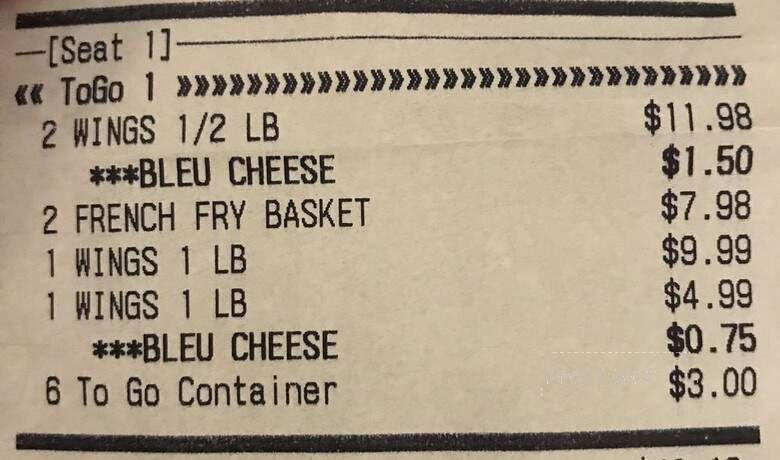 [Seat 1]
«« ToGo 1 »»»»»»»»»»»»»»»»»»»»»»»»»»»»»»»»
2 WINGS 1/2 LB $11.98
***BLEU CHEESE $1.50
2 FRENCH FRY BASKET $7.98
1 WINGS 1 LB $9.99
1 WINGS 1 LB $4.99
***BLEU CHEESE $0.75
6 To Go Container $3.00